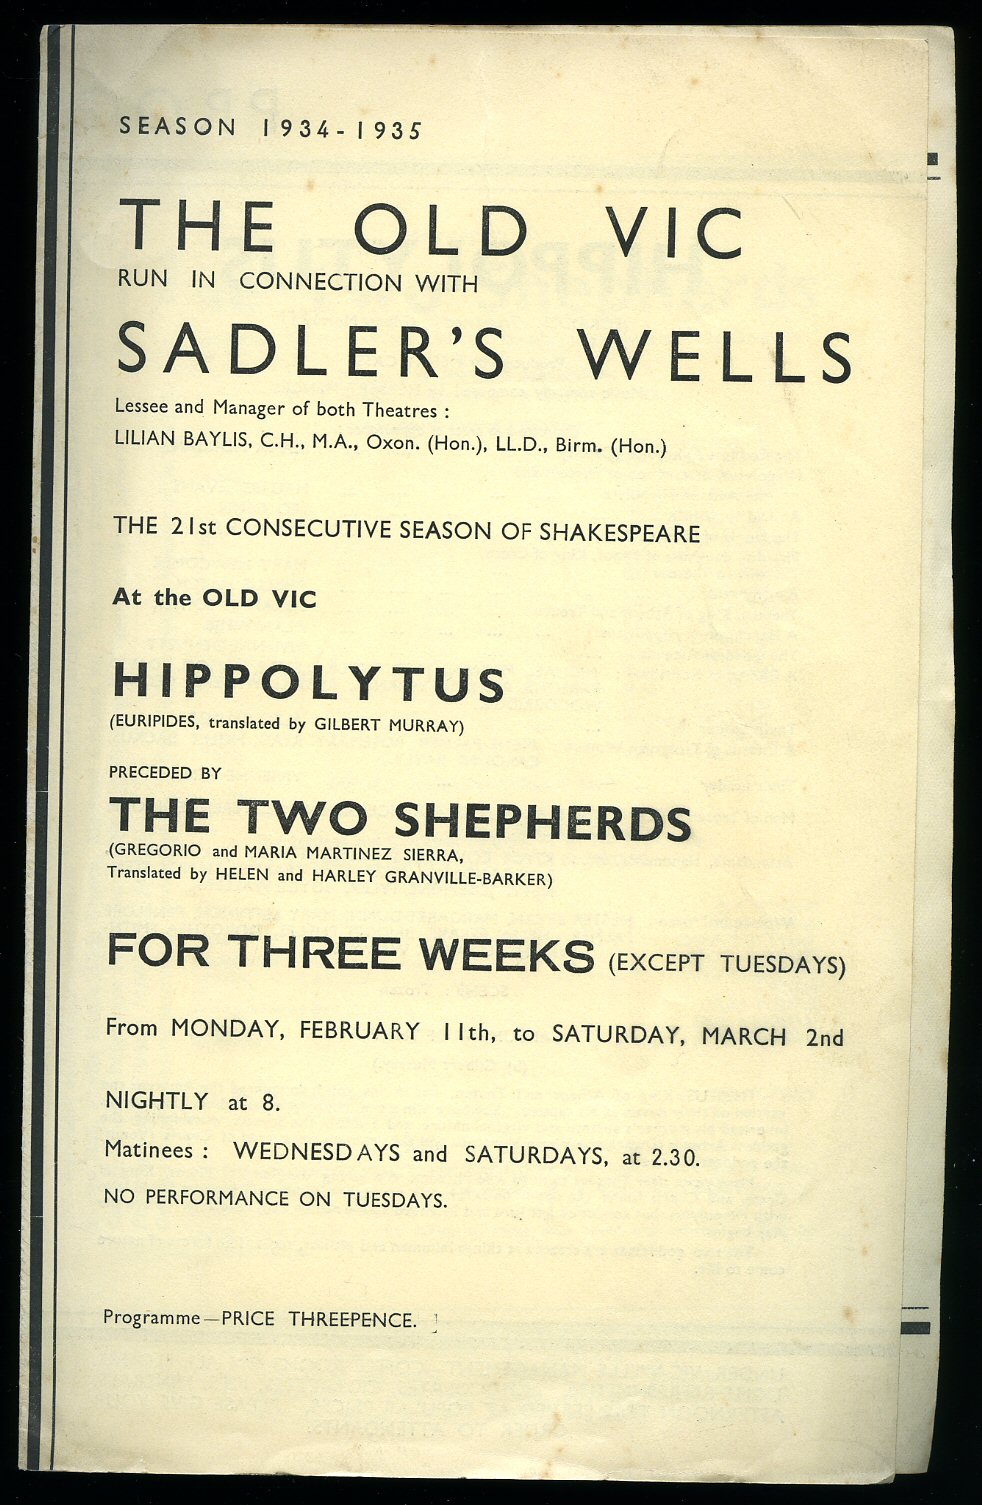 SEASON 1934-1935
THE OLD VIC
RUN IN CONNECTION WITH
SADLER'S WELLS
Lessee and Manager of both Theatres :
LILIAN BAYLIS, C.H., M.A., Oxon. (Hon.), LL.D., Birm. (Hon.)
THE 21st CONSECUTIVE SEASON OF SHAKESPEARE
At the OLD VIC
HIPPOLYTUS
(EURIPIDES, translated by GILBERT MURRAY)
PRECEDED BY
THE TWO SHEPHERDS
(GREGORIO and MARIA MARTINEZ SIERRA,
Translated by HELEN and HARLEY GRANVILLE-BARKER)
FOR THREE WEEKS (EXCEPT TUESDAYS)
From MONDAY, FEBRUARY 11th, to SATURDAY, MARCH 2nd
NIGHTLY at 8.
Matinees : WEDNESDAYS and SATURDAYS, at 2.30.
NO PERFORMANCE ON TUESDAYS.
Programme—PRICE THREEPENCE.